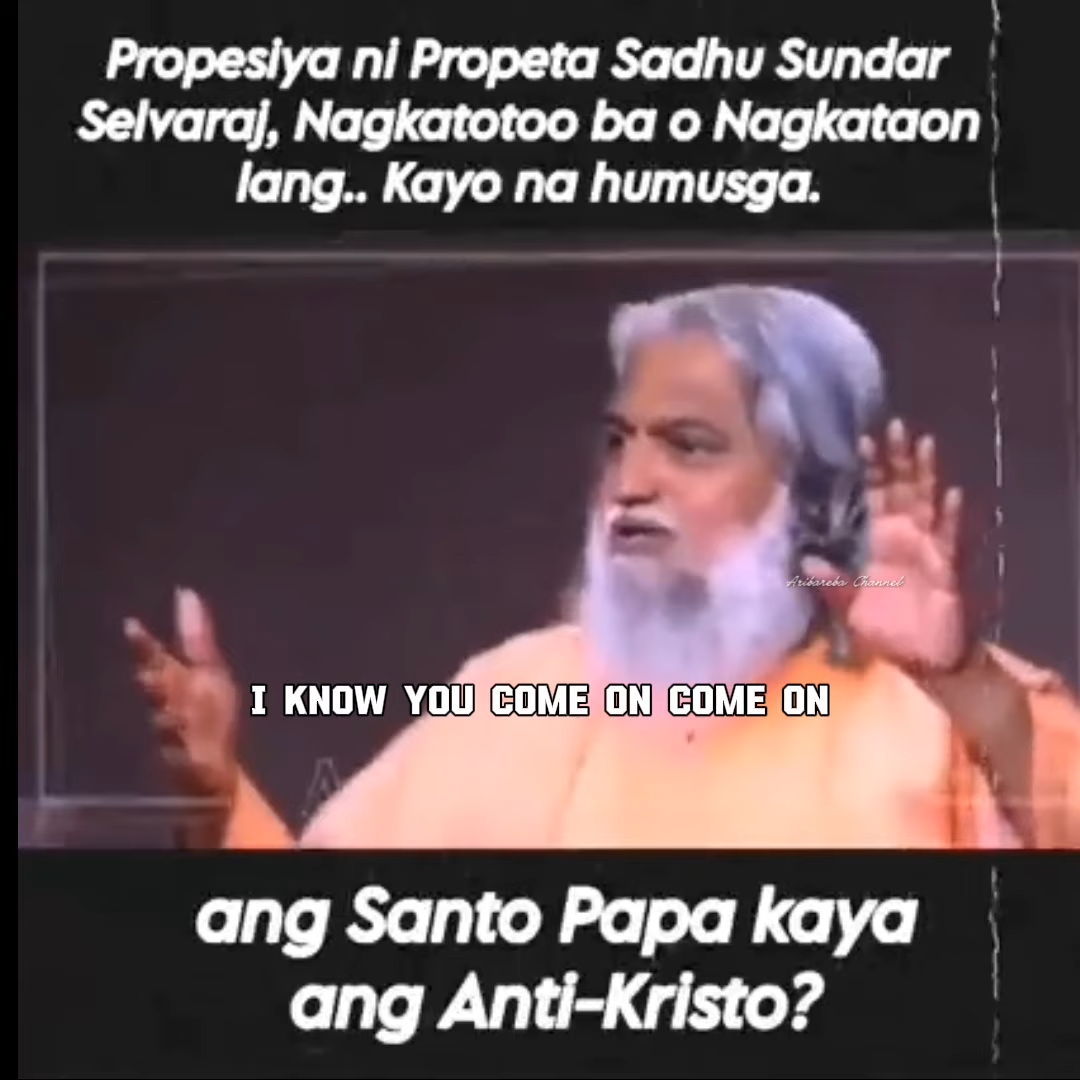 Propesiya ni Propeta Sadhu Sundar
Selvaraj, Nagkatotoo ba o Nagkataon
lang.. Kayo na humusga.
Aribareba Channel
I KNOW YOU COME ON COME ON
ang Santo Papa kaya
ang Anti-Kristo?